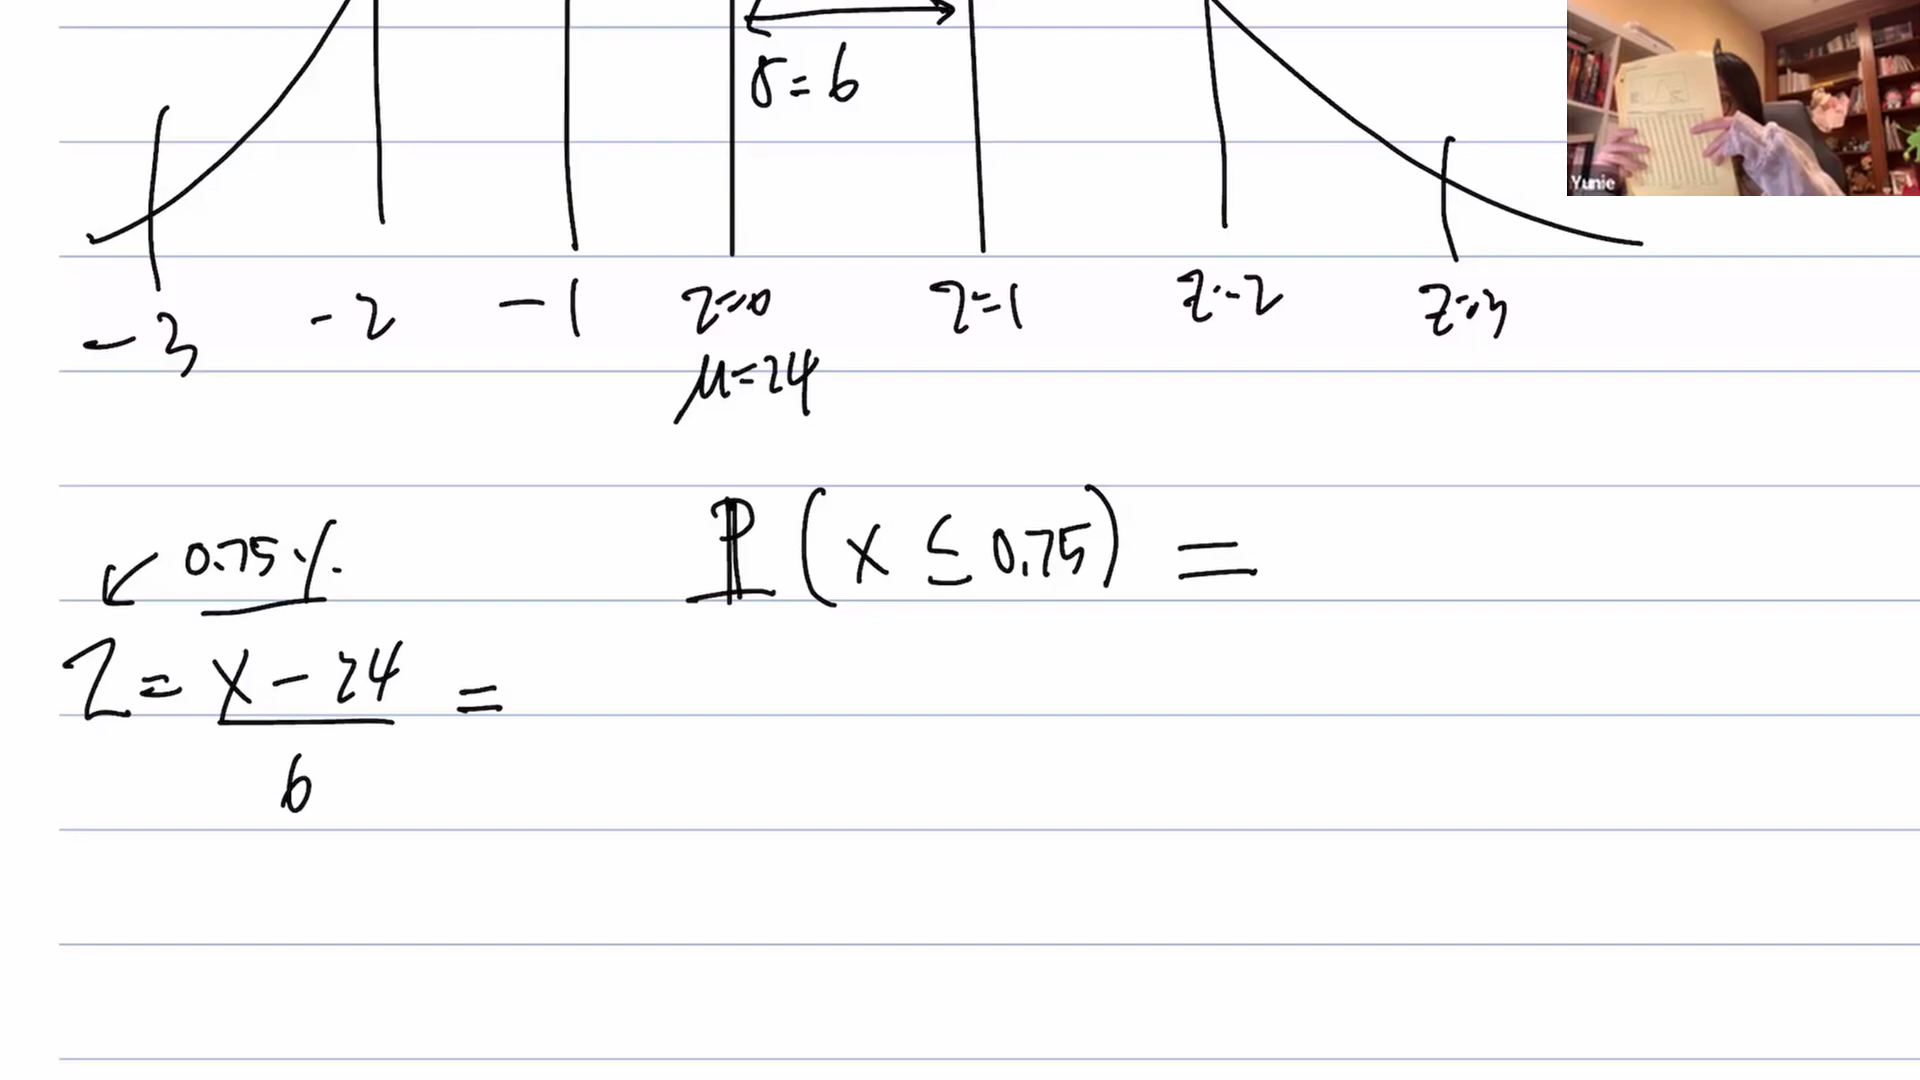 σ = 6
-3 -2 -1 z=0 z=1 z=2 z=3
μ=24
0.75%
P(x ≤ 0.75) =
z = x - 24 =
6
Yunie